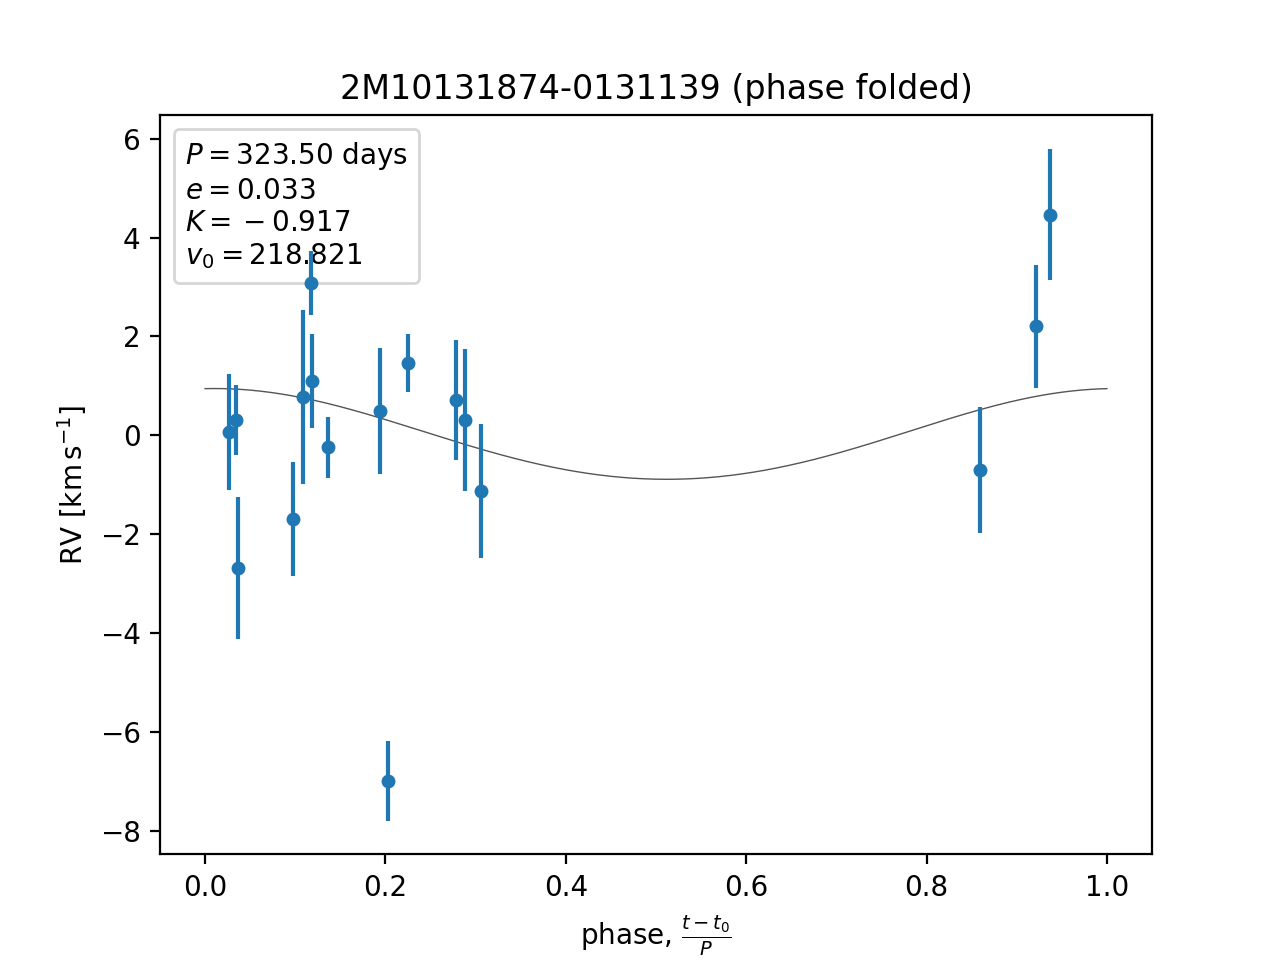 2M10131874-0131139 (phase folded)
P = 323.50 days
e = 0.033
K = −0.917
v₀ = 218.821
6
4
2
0
−2
−4
−6
−8
RV [km s⁻¹]
0.0 0.2 0.4 0.6 0.8 1.0
phase, (t − t₀)/P